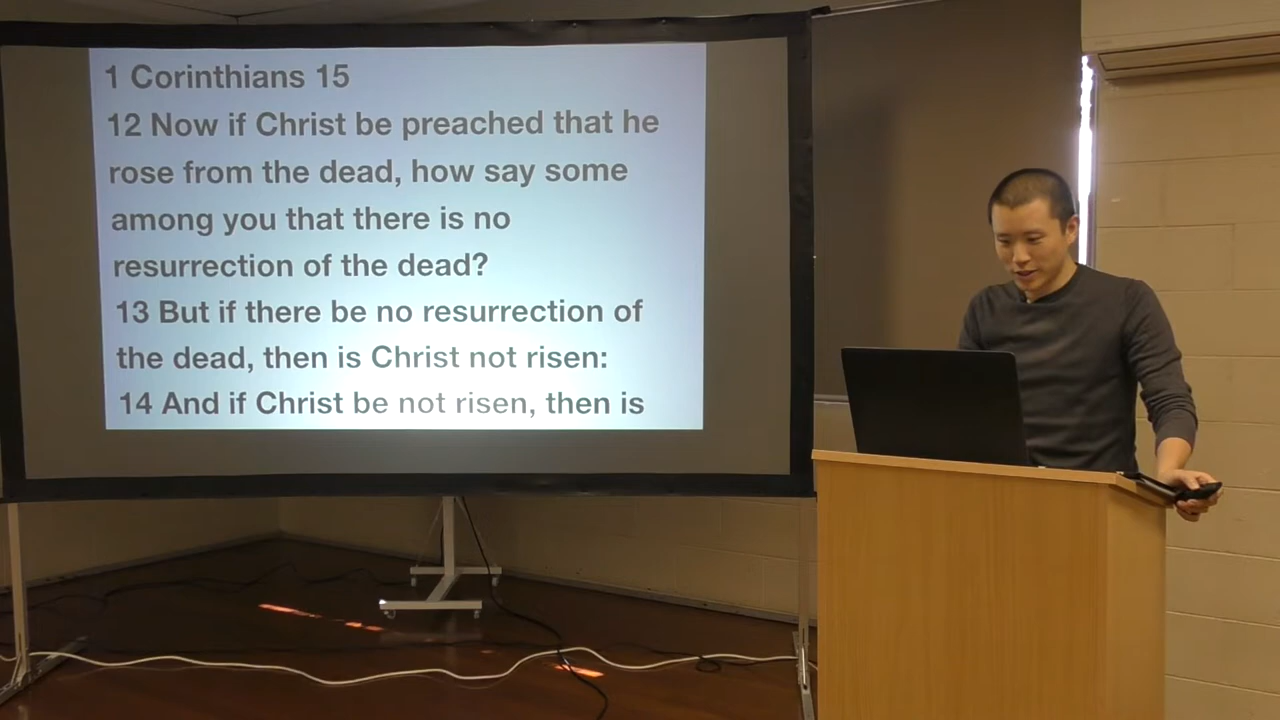 1 Corinthians 15
12 Now if Christ be preached that he
rose from the dead, how say some
among you that there is no
resurrection of the dead?
13 But if there be no resurrection of
the dead, then is Christ not risen:
14 And if Christ be not risen, then is